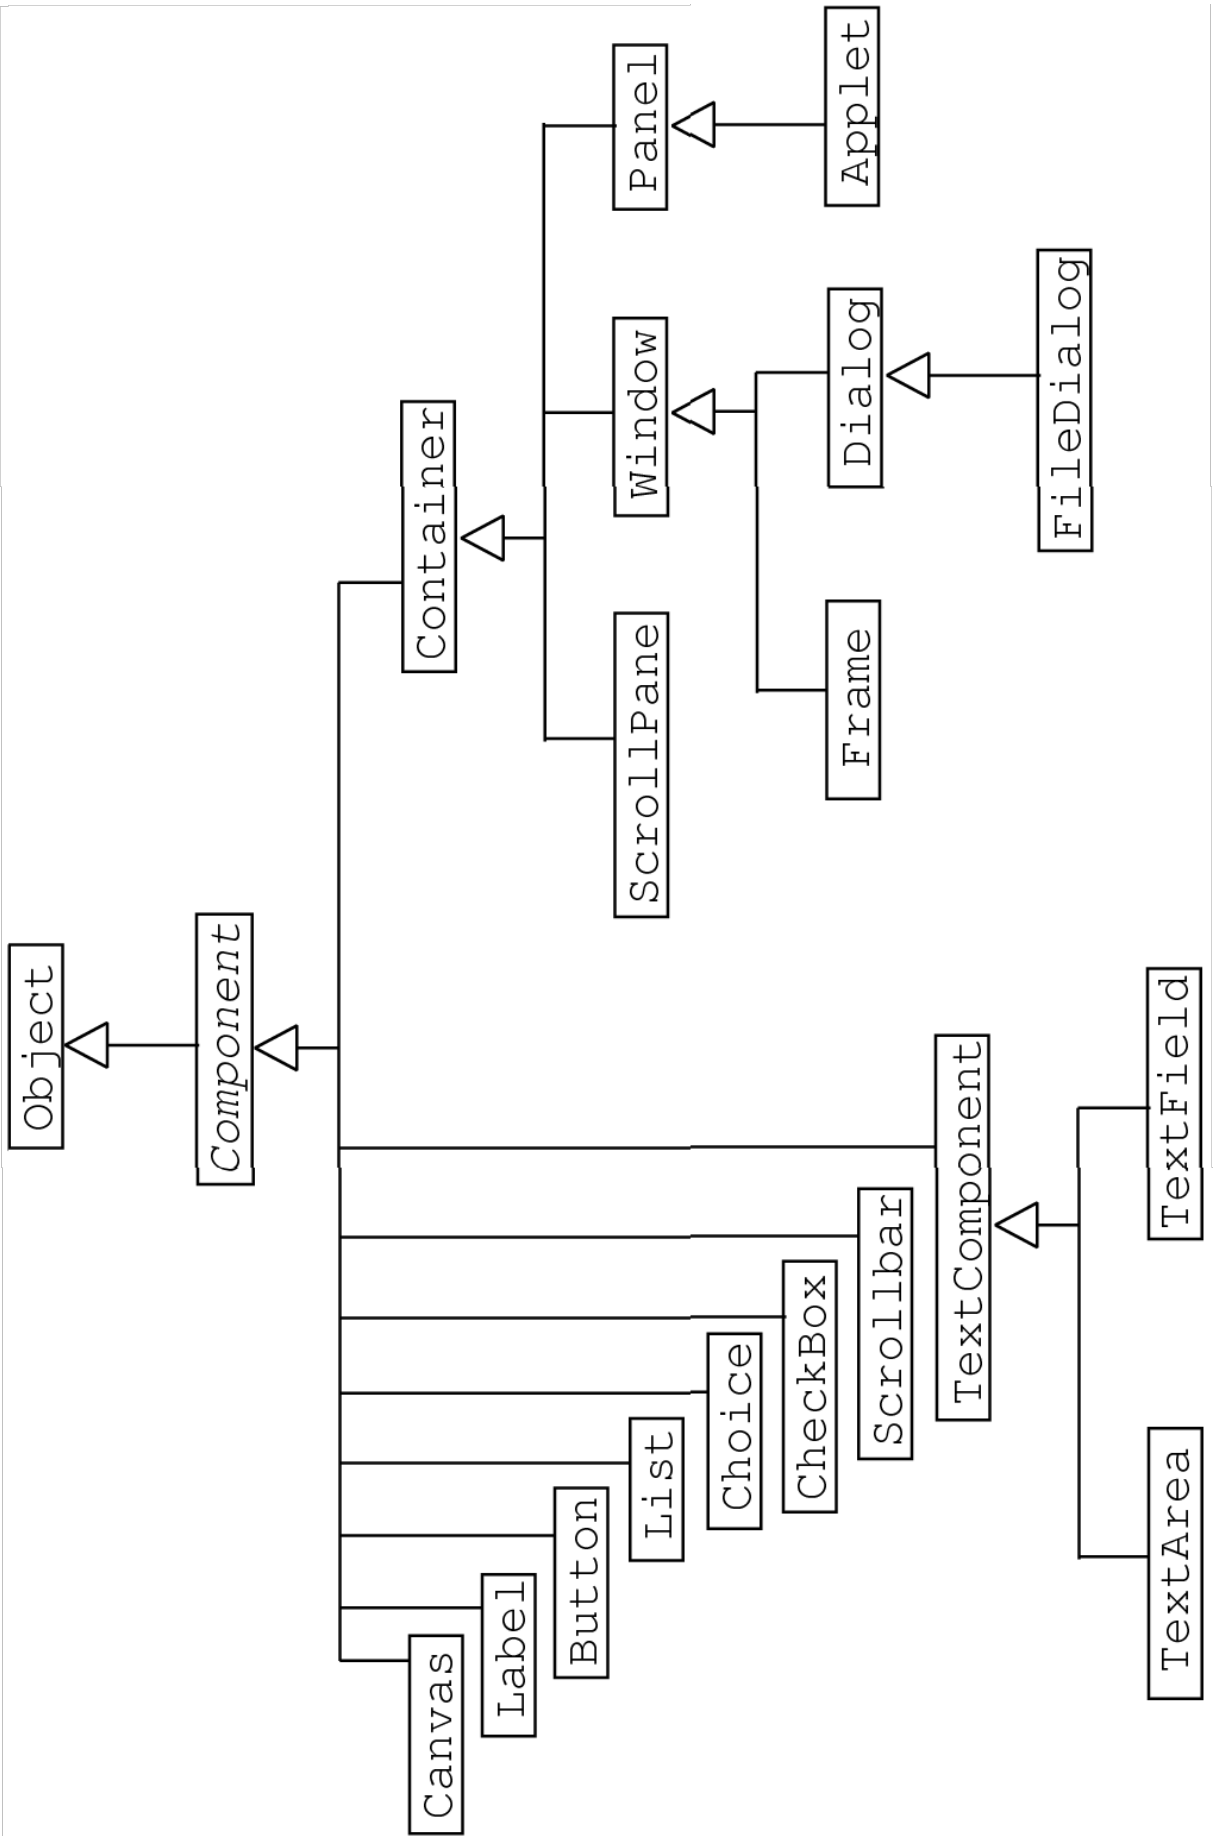 Object
Component
Canvas
Label
Button
List
Choice
CheckBox
Scrollbar
TextComponent
Container
TextArea
TextField
ScrollPane
Window
Panel
Frame
Dialog
Applet
FileDialog